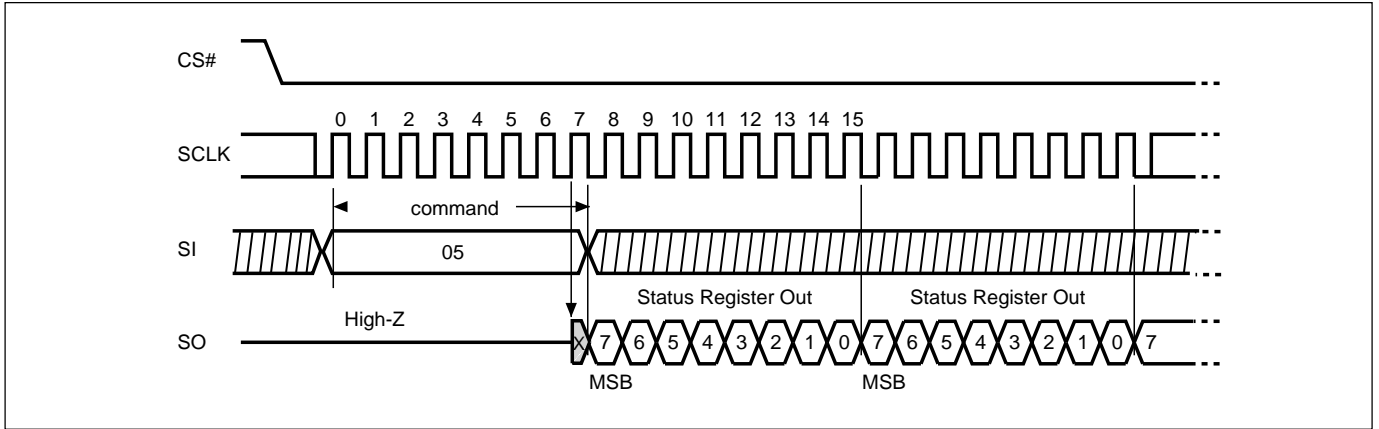 CS#
0 1 2 3 4 5 6 7 8 9 10 11 12 13 14 15
SCLK
command
SI
05
Status Register Out Status Register Out
High-Z
SO
X 7 6 5 4 3 2 1 0 7 6 5 4 3 2 1 0 7
MSB MSB